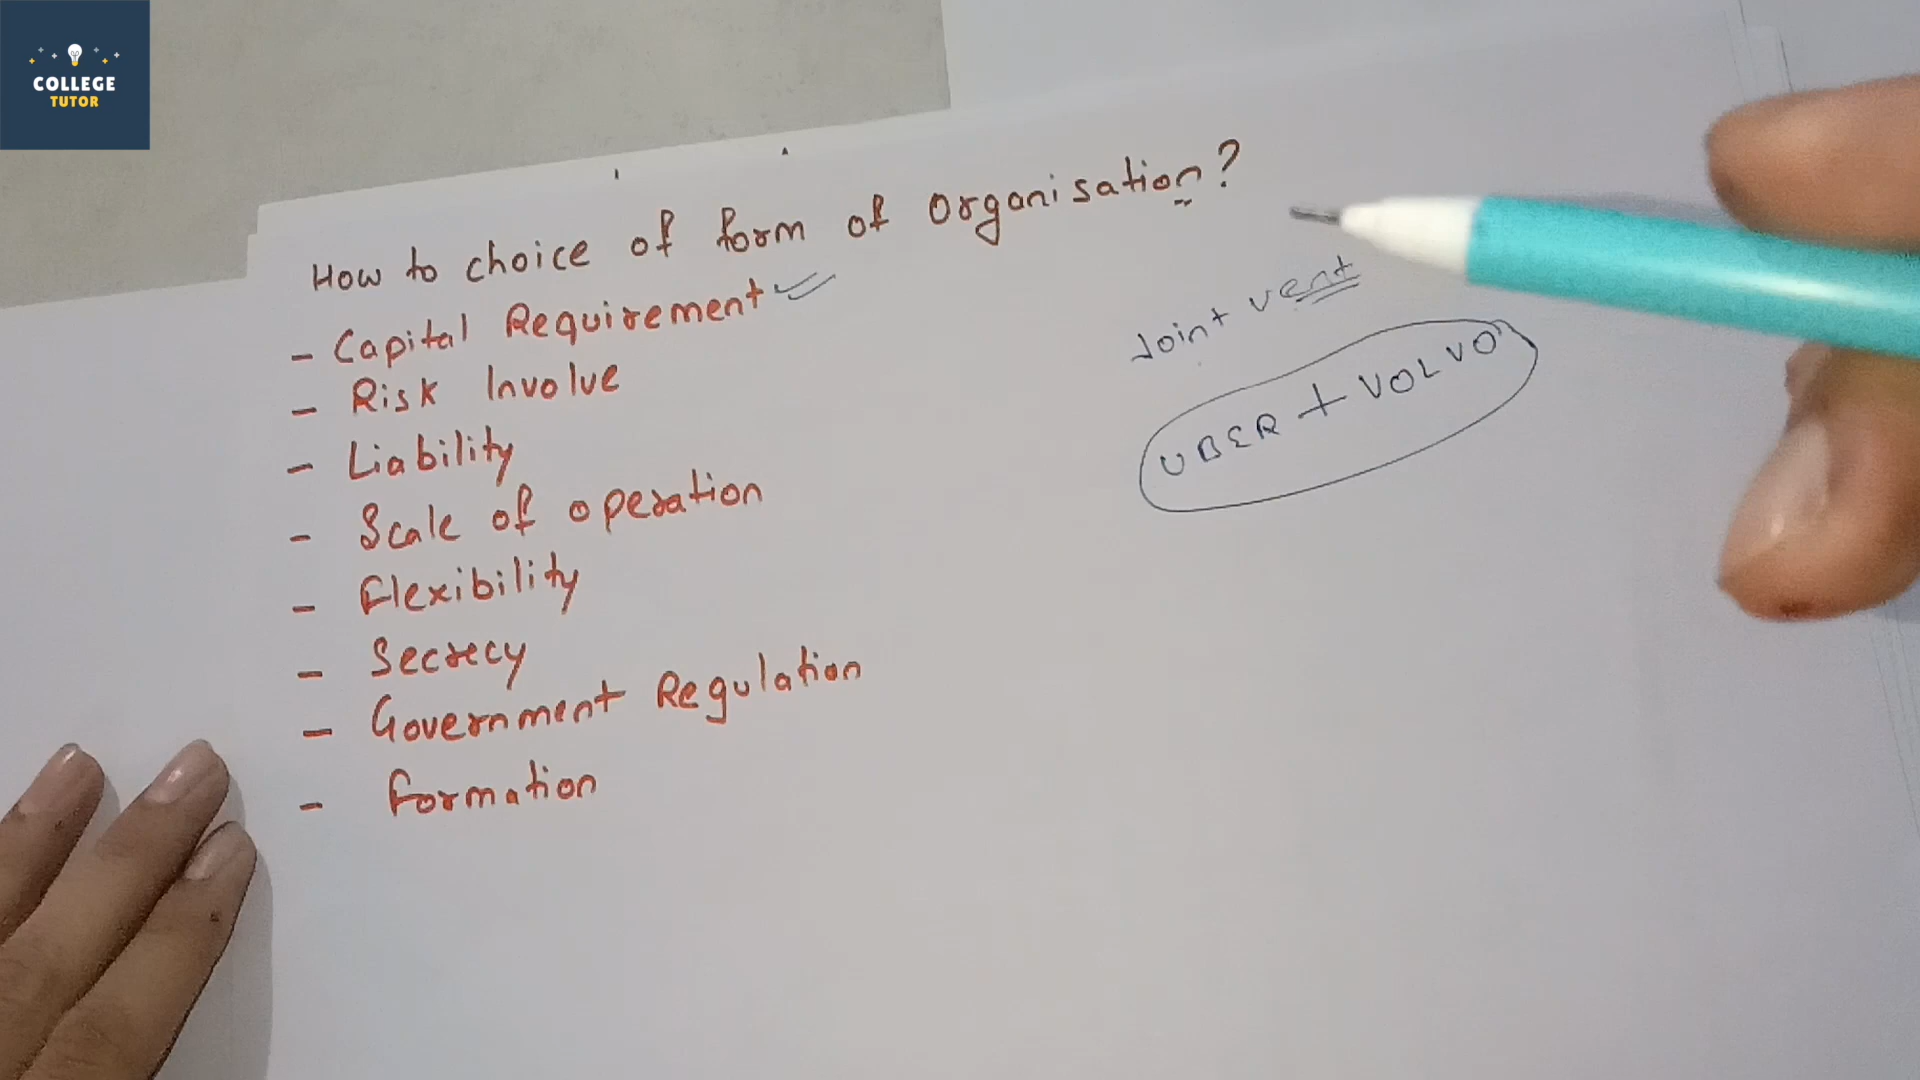 COLLEGE
TUTOR
How to choice of form of Organisation?
- Capital Requirement
- Risk Involve
- Liability
- Scale of operation
- Flexibility
- Secrecy
- Government Regulation
- Formation
Joint vent
UBER + VOLVO